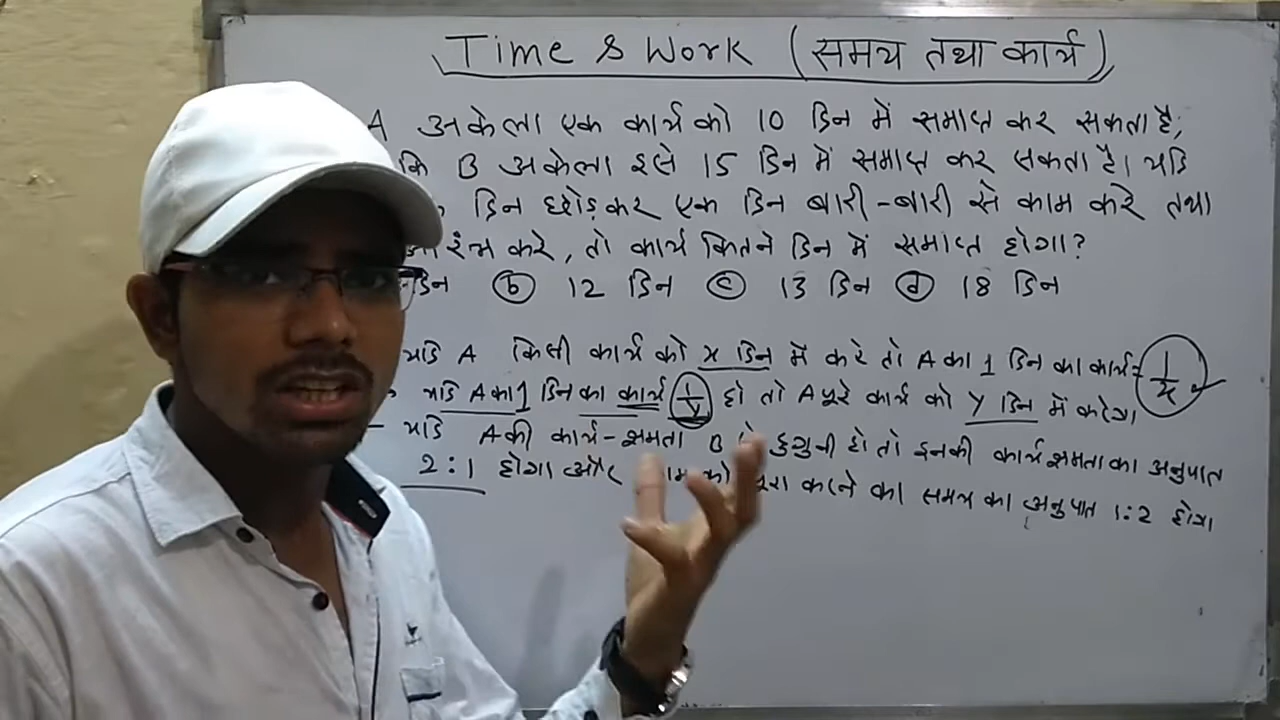 Time & Work (समय तथा कार्य)
A अकेला एक कार्य को 10 दिन में समाप्त कर सकता है,
कि B अकेला इसे 15 दिन में समाप्त कर सकता है। यदि
दिन छोड़कर एक दिन बारी-बारी से काम करे तथा
आरंभ करे, तो कार्य कितने दिन में समाप्त होगा?
दिन (b) 12 दिन (c) 13 दिन (d) 18 दिन
यदि A किसी कार्य को x दिन में करे तो A का 1 दिन का कार्य = 1/x
यदि A का 1 दिन का कार्य 1/y हो तो A पूरे कार्य को y दिन में करेगा
- यदि A की कार्य-क्षमता B से दुगुनी हो तो इनकी कार्यक्षमता का अनुपात
2:1 होगा और को पूरा करने का समय का अनुपात 1:2 होगा